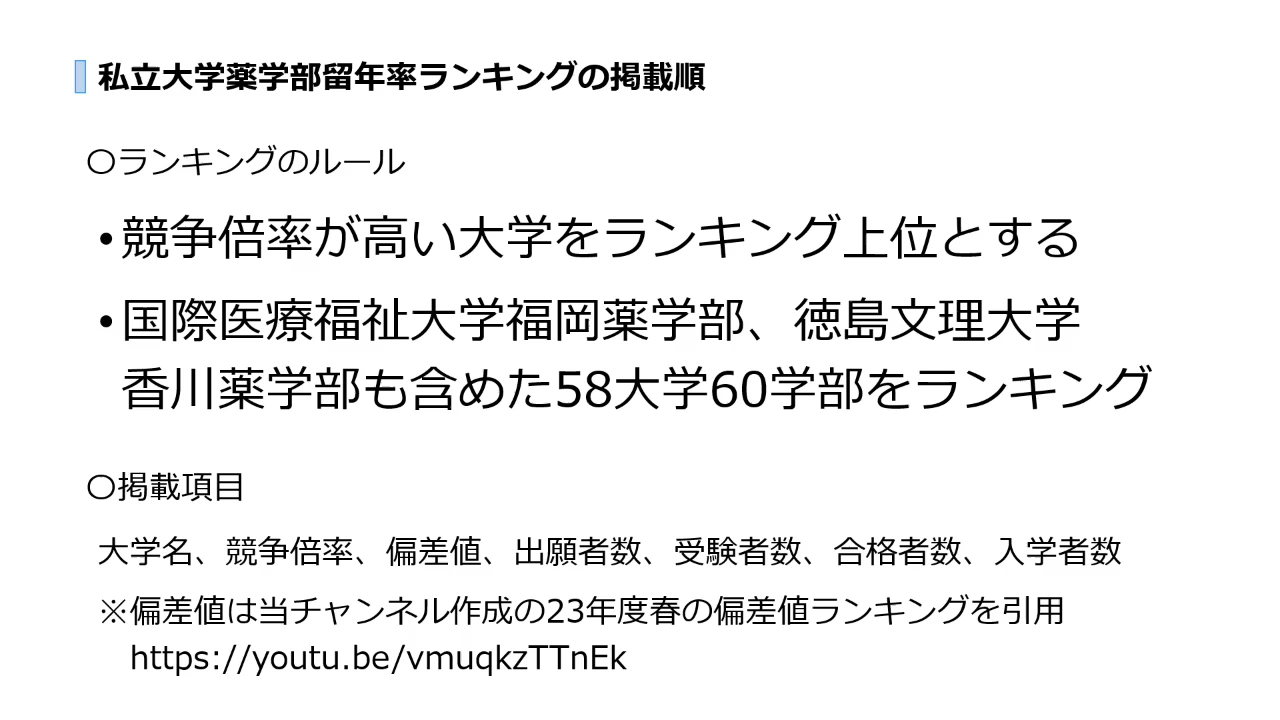 私立大学薬学部留年率ランキングの掲載順
〇ランキングのルール
•競争倍率が高い大学をランキング上位とする
•国際医療福祉大学福岡薬学部、徳島文理大学
香川薬学部も含めた58大学60学部をランキング
〇掲載項目
大学名、競争倍率、偏差値、出願者数、受験者数、合格者数、入学者数
※偏差値は当チャンネル作成の23年度春の偏差値ランキングを引用
https://youtu.be/vmuqkzTTnEk